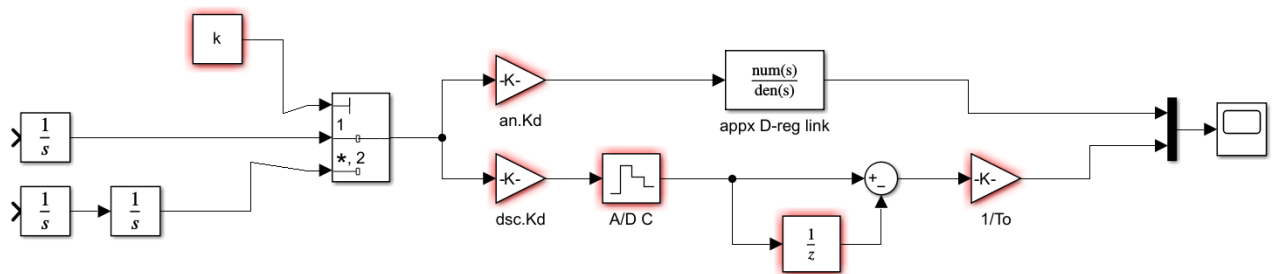 k
1
s
1
s
1
s
1
*, 2
-K-
an.Kd
num(s)
den(s)
appx D-reg link
-K-
dsc.Kd
A/D C
+
-
1
z
-K-
1/To